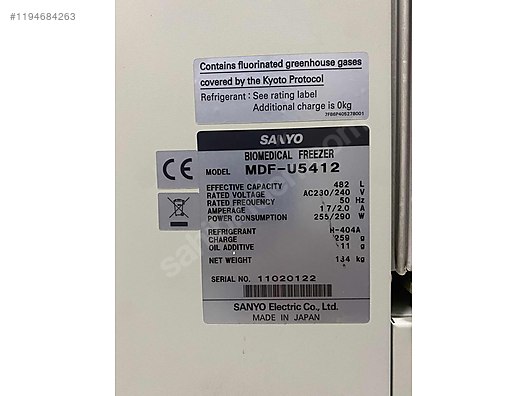 #1194684263
Contains fluorinated greenhouse gases
covered by the Kyoto Protocol
Refrigerant : See rating label
Additional charge is 0kg
7FB6P405278001
SANYO
BIOMEDICAL FREEZER
MODEL MDF-U5412
EFFECTIVE CAPACITY 482 L
RATED VOLTAGE AC230/240 V
RATED FREQUENCY 50 Hz
AMPERAGE 1.7/2.0 A
POWER CONSUMPTION 255/290 W
REFRIGERANT H-404A
CHARGE 259 g
OIL ADDITIVE 11 g
NET WEIGHT 134 kg
SERIAL NO. 11020122
SANYO Electric Co., Ltd.
MADE IN JAPAN
CE